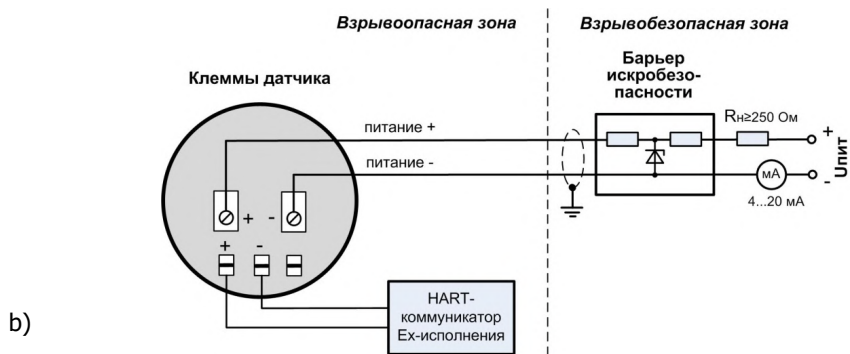 Взрывоопасная зона
Взрывобезопасная зона
Клеммы датчика
Барьер
искробезо-
пасности
питание +
питание -
Rн≥250 Ом
+
Uпит
-
мА
4...20 мА
+ -
+ -
HART-
коммуникатор
Ex-исполнения
b)